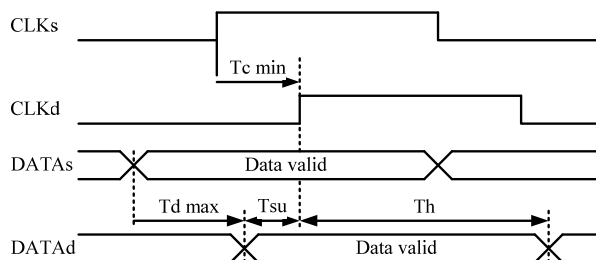 CLKs
Tc min
CLKd
DATAs Data valid
Td max Tsu Th
DATAd Data valid